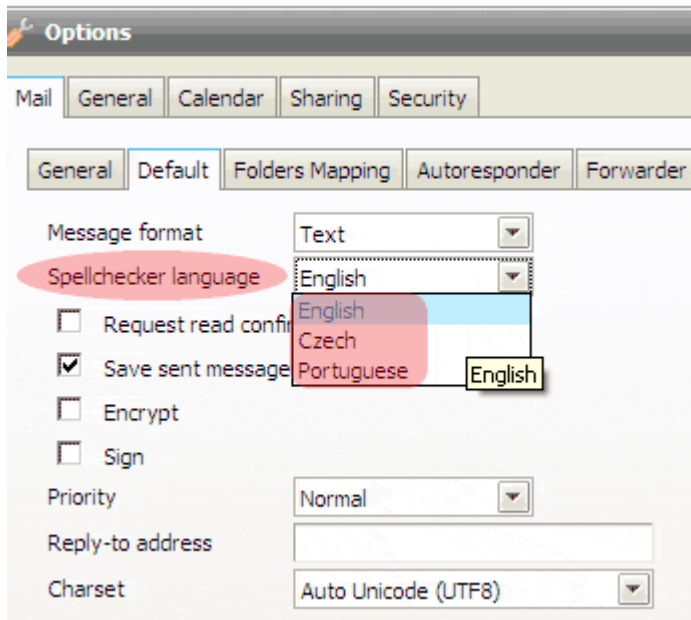 Options
Mail General Calendar Sharing Security
General Default Folders Mapping Autoresponder Forwarder
Message format Text
Spellchecker language English
Request read confi English
Czech
Save sent message Portuguese English
Encrypt
Sign
Priority Normal
Reply-to address
Charset Auto Unicode (UTF8)